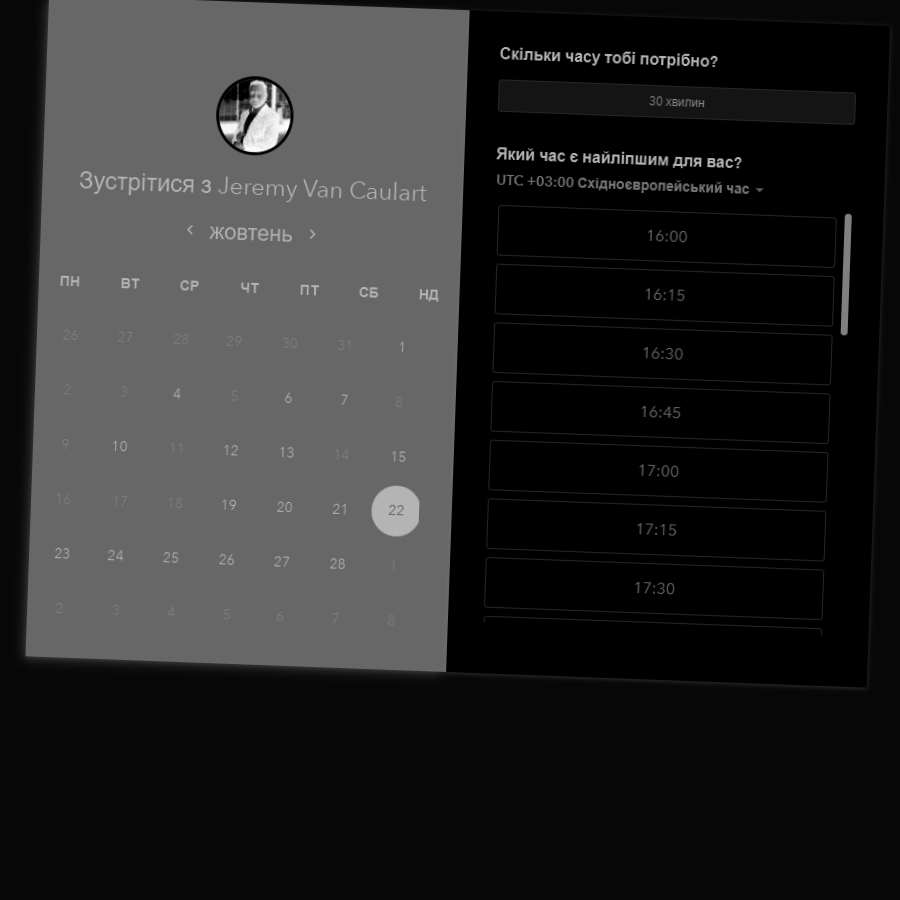 Зустрітися з Jeremy Van Caulart
‹ жовтень ›
ПН ВТ СР ЧТ ПТ СБ НД
26 27 28 29 30 31 1
2 3 4 5 6 7 8
9 10 11 12 13 14 15
16 17 18 19 20 21 22
23 24 25 26 27 28 1
2 3 4 5 6 7 8
Скільки часу тобі потрібно?
30 хвилин
Який час є найліпшим для вас?
UTC +03:00 Східноєвропейський час
16:00
16:15
16:30
16:45
17:00
17:15
17:30